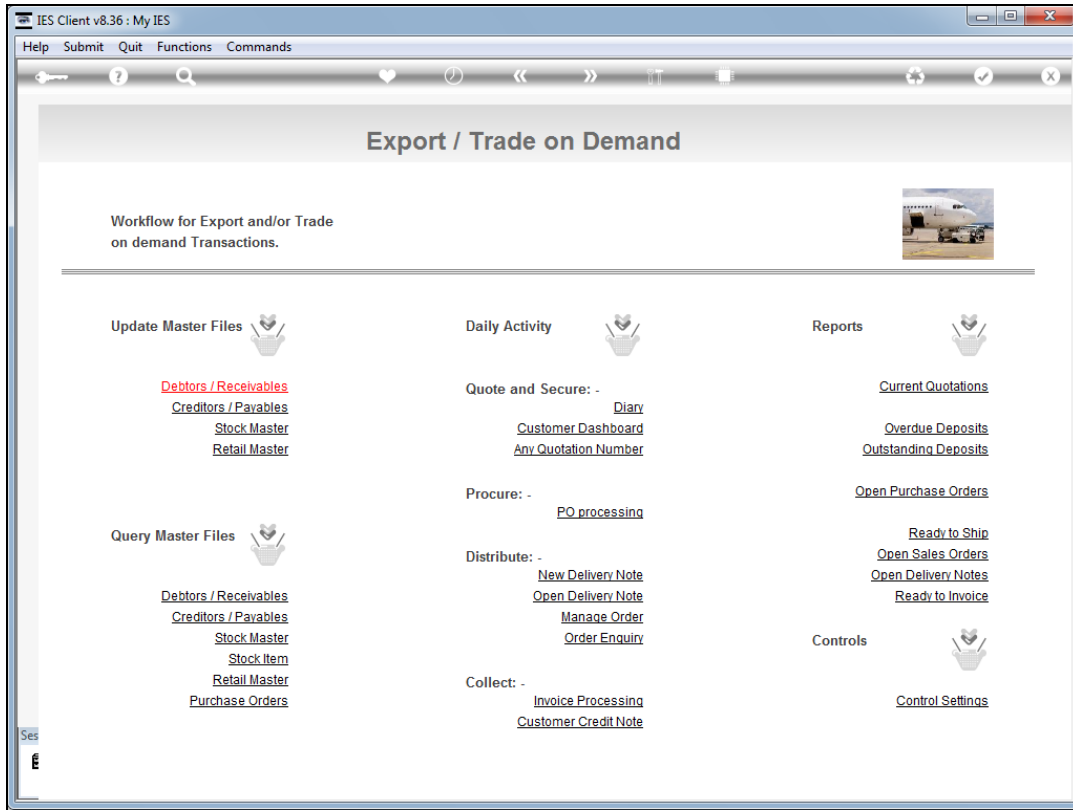 IES Client v8.36 : My IES
Help Submit Quit Functions Commands
Export / Trade on Demand
Workflow for Export and/or Trade
on demand Transactions.
Update Master Files
Debtors / Receivables
Creditors / Payables
Stock Master
Retail Master
Query Master Files
Debtors / Receivables
Creditors / Payables
Stock Master
Stock Item
Retail Master
Purchase Orders
Daily Activity
Quote and Secure: -
Diary
Customer Dashboard
Any Quotation Number
Procure: -
PO processing
Distribute: -
New Delivery Note
Open Delivery Note
Manage Order
Order Enquiry
Collect: -
Invoice Processing
Customer Credit Note
Reports
Current Quotations
Overdue Deposits
Outstanding Deposits
Open Purchase Orders
Ready to Ship
Open Sales Orders
Open Delivery Notes
Ready to Invoice
Controls
Control Settings
Ses